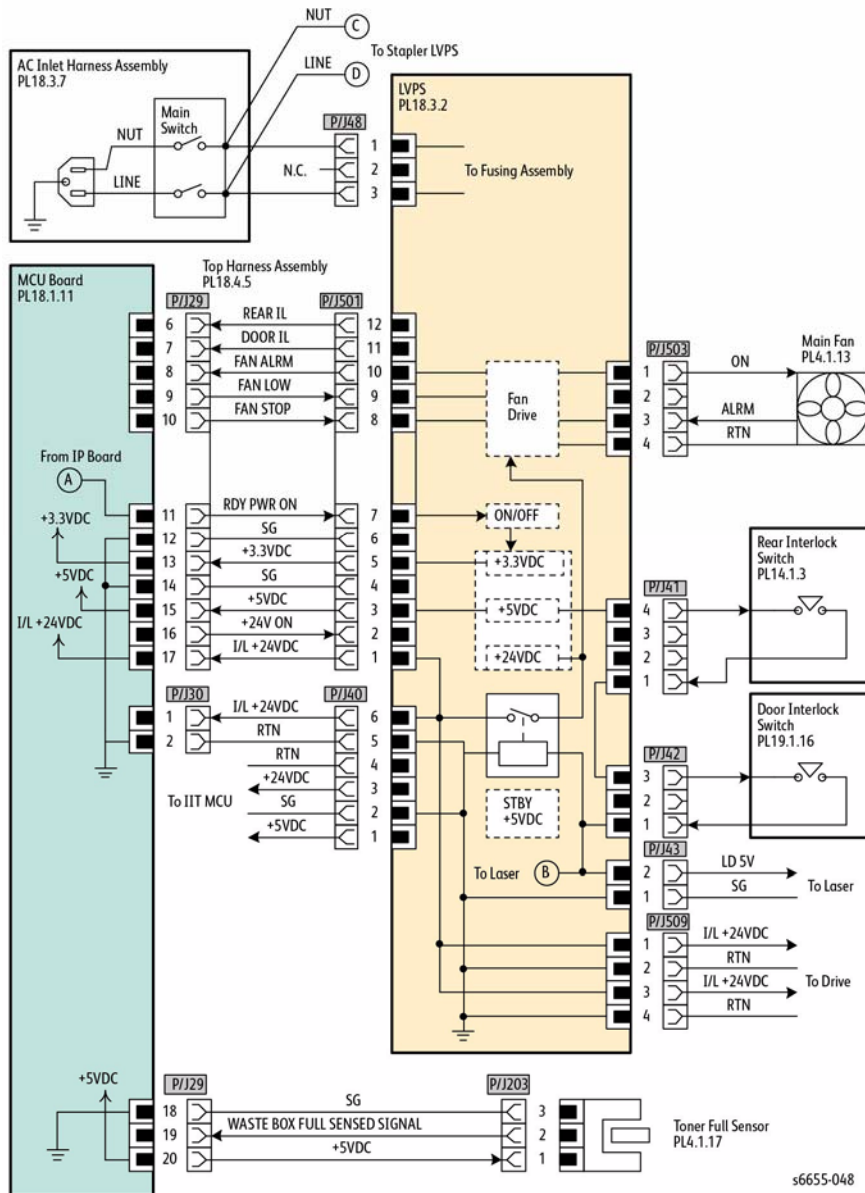 NUT
C
To Stapler LVPS
LINE
D
AC Inlet Harness Assembly
PL18.3.7
Main
Switch
NUT
LINE
N.C.
P/J48
1
2
3
LVPS
PL18.3.2
To Fusing Assembly
MCU Board
PL18.1.11
Top Harness Assembly
PL18.4.5
P/J29
P/J501
6 REAR IL 12
7 DOOR IL 11
8 FAN ALRM 10
9 FAN LOW 9
10 FAN STOP 8
Fan
Drive
P/J503
Main Fan
PL4.1.13
1 ON
2
3 ALRM
4 RTN
From IP Board
A
+3.3VDC
+5VDC
I/L +24VDC
11 RDY PWR ON 7
12 SG 6
13 +3.3VDC 5
14 SG 4
15 +5VDC 3
16 +24V ON 2
17 I/L +24VDC 1
ON/OFF
+3.3VDC
+5VDC
+24VDC
P/J41
4
3
2
1
Rear Interlock
Switch
PL14.1.3
P/J30
P/J40
1 I/L +24VDC 6
2 RTN 5
RTN 4
+24VDC 3
To IIT MCU
SG 2
+5VDC 1
STBY
+5VDC
P/J42
3
2
1
Door Interlock
Switch
PL19.1.16
To Laser
B
P/J43
2 LD 5V
1 SG
To Laser
P/J509
1 I/L +24VDC
2 RTN
3 I/L +24VDC
4 RTN
To Drive
+5VDC
P/J29
P/J203
18 SG 3
19 WASTE BOX FULL SENSED SIGNAL 2
20 +5VDC 1
Toner Full Sensor
PL4.1.17
s6655-048